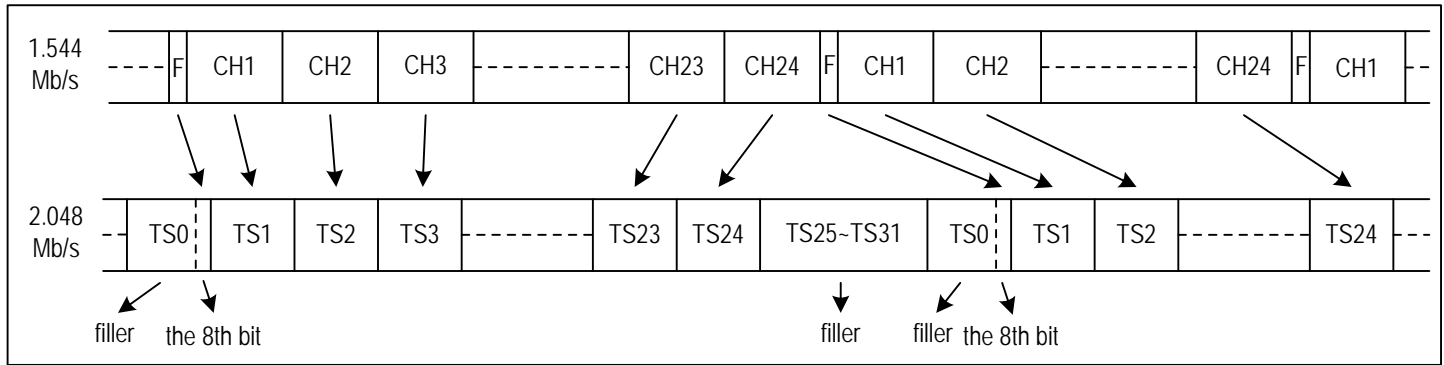 1.544
Mb/s
F CH1 CH2 CH3 CH23 CH24 F CH1 CH2 CH24 F CH1
2.048
Mb/s
TS0 TS1 TS2 TS3 TS23 TS24 TS25~TS31 TS0 TS1 TS2 TS24
filler the 8th bit filler filler the 8th bit